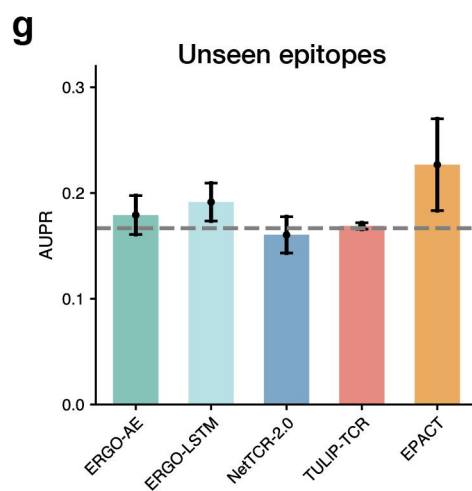 g
Unseen epitopes
0.3
0.2
0.1
0.0
AUPR
ERGO-AE
ERGO-LSTM
NetTCR-2.0
TULIP-TCR
EPACT